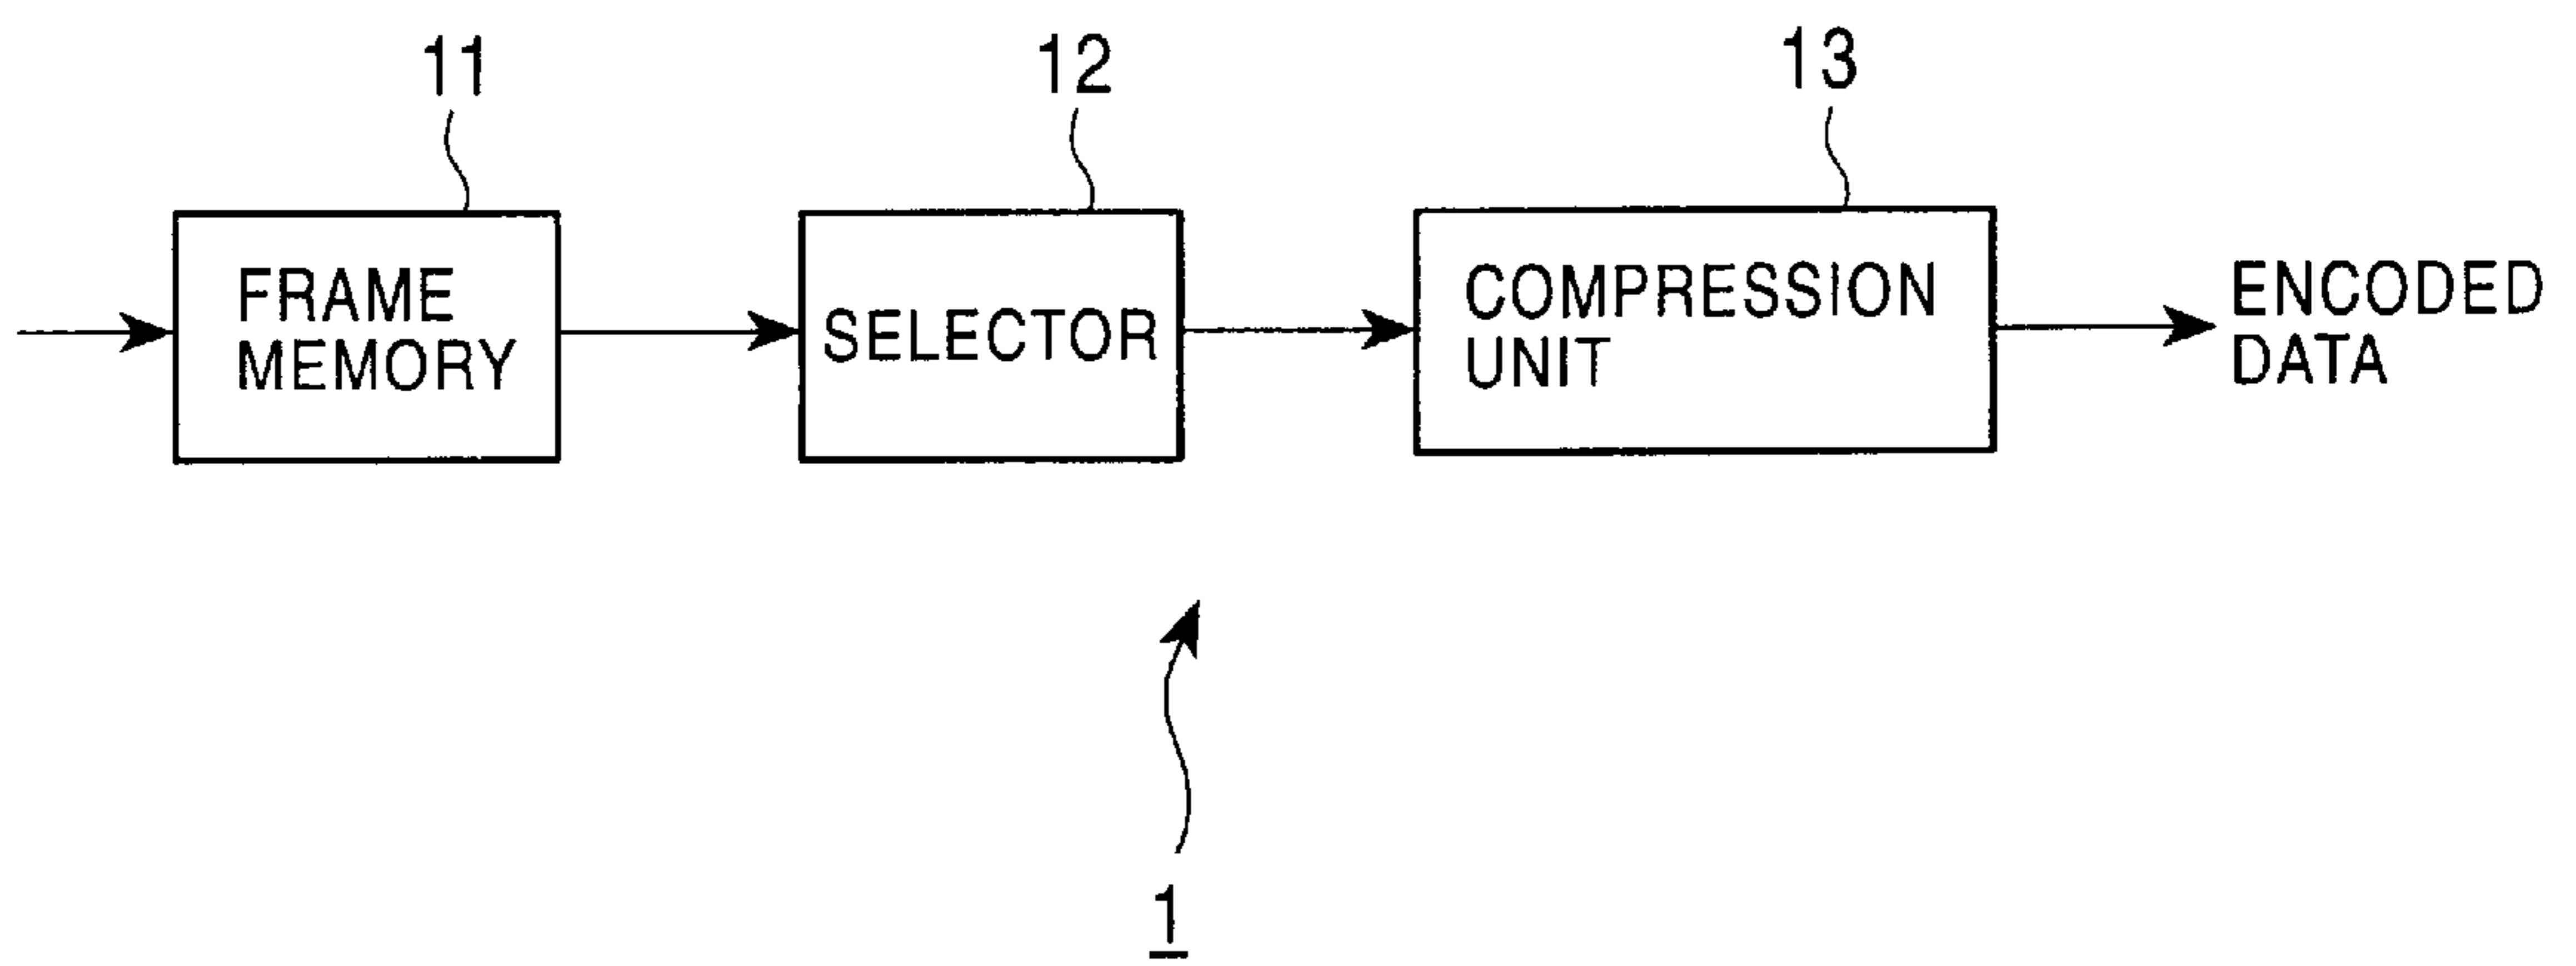 11
12
13
FRAME
MEMORY
SELECTOR
COMPRESSION
UNIT
ENCODED
DATA
1